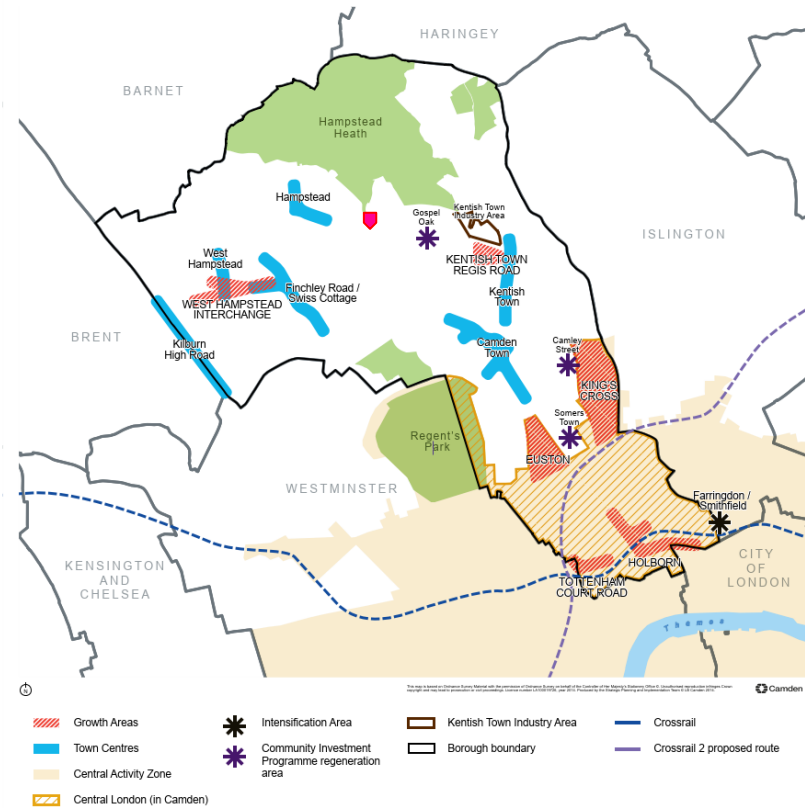 HARINGEY
BARNET
Hampstead
Heath
Hampstead
Gospel
Oak
Kentish Town
Industry Area
ISLINGTON
West
Hampstead
KENTISH TOWN
REGIS ROAD
Finchley Road /
Swiss Cottage
Kentish
Town
WEST HAMPSTEAD
INTERCHANGE
BRENT
Kilburn
High Road
Camden
Town
Camley
Street
KING'S
CROSS
Somers
Town
Regent's
Park
EUSTON
WESTMINSTER
Farringdon /
Smithfield
KENSINGTON
AND
CHELSEA
HOLBORN
CITY
OF
LONDON
TOTTENHAM
COURT ROAD
Thames
N
Camden
Growth Areas
Town Centres
Central Activity Zone
Central London (in Camden)
Intensification Area
Community Investment
Programme regeneration
area
Kentish Town Industry Area
Borough boundary
Crossrail
Crossrail 2 proposed route